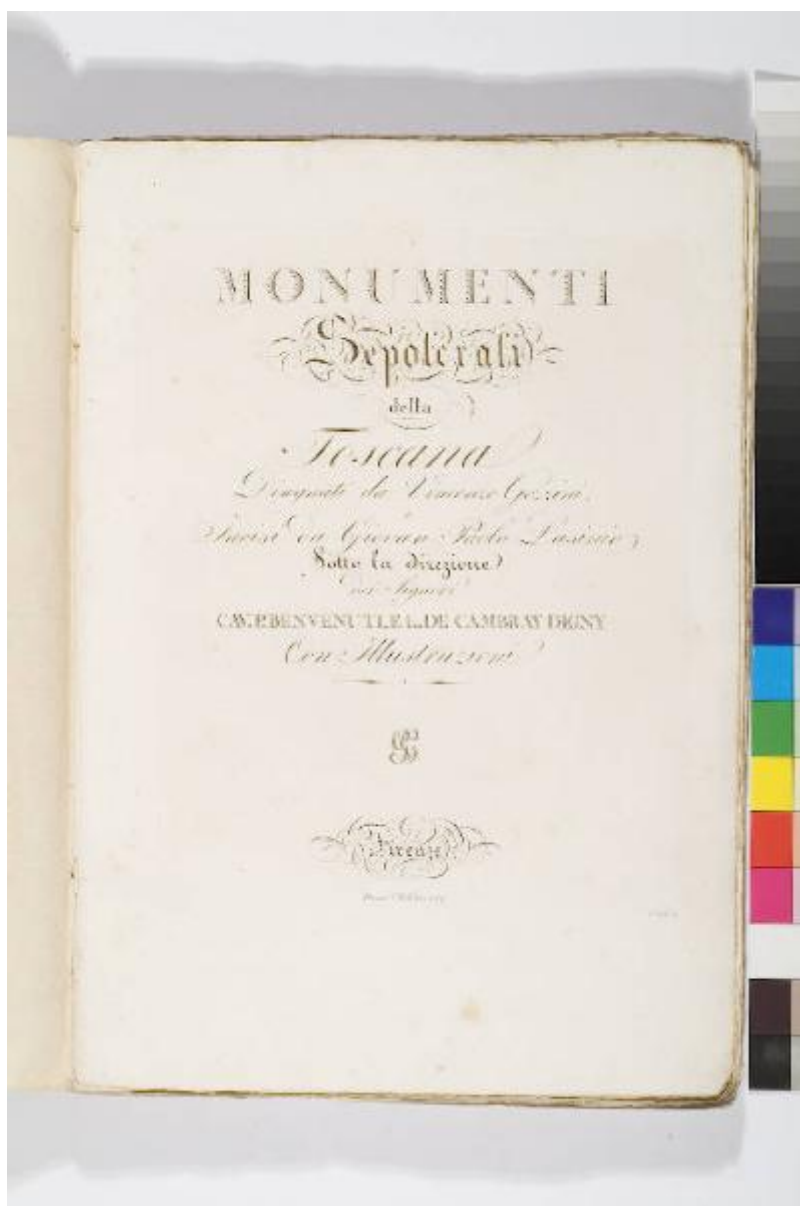 MONUMENTI
Sepolcrali
della
Toscana
Disegnati da Vincenzo Gozzini
Incisi da Giovan Paolo Lasinio
Sotto la direzione
dei Signori
CAV. P. BENVENUTI, E L. DE CAMBRAY DIGNY
Con Illustrazioni
Firenze